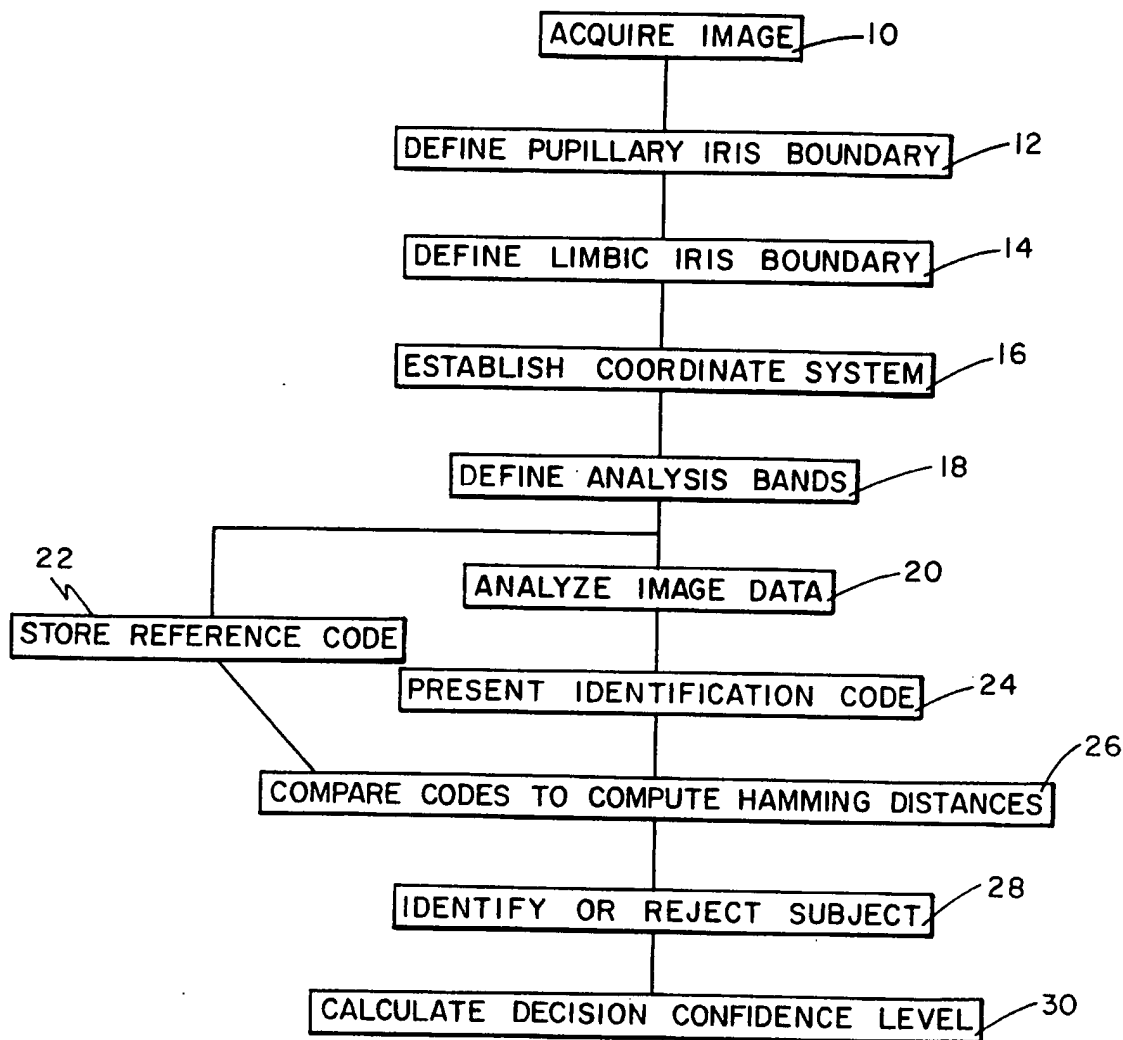 ACQUIRE IMAGE 10
DEFINE PUPILLARY IRIS BOUNDARY 12
DEFINE LIMBIC IRIS BOUNDARY 14
ESTABLISH COORDINATE SYSTEM 16
DEFINE ANALYSIS BANDS 18
22
ANALYZE IMAGE DATA 20
STORE REFERENCE CODE
PRESENT IDENTIFICATION CODE 24
COMPARE CODES TO COMPUTE HAMMING DISTANCES 26
IDENTIFY OR REJECT SUBJECT 28
CALCULATE DECISION CONFIDENCE LEVEL 30